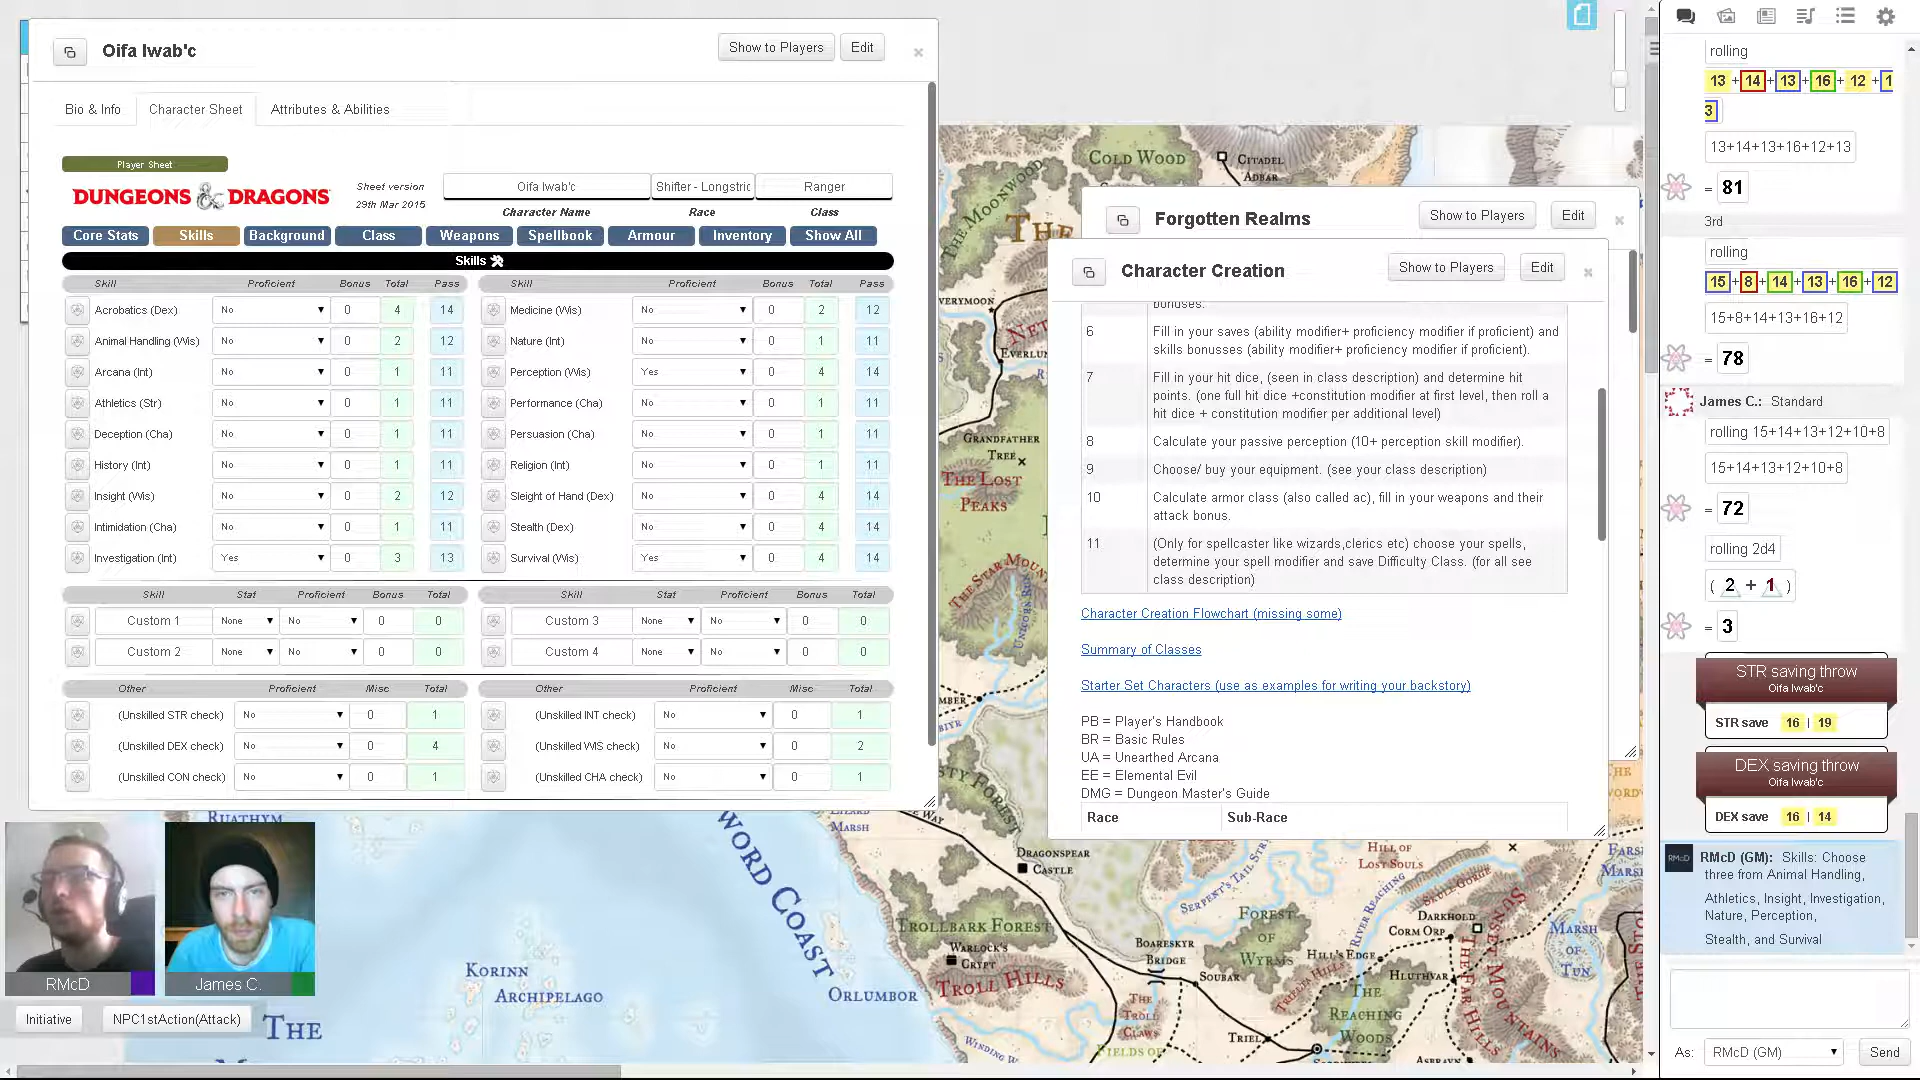 Oifa Iwab'c
Show to Players
Edit
Bio & Info
Character Sheet
Attributes & Abilities
Player Sheet
DUNGEONS & DRAGONS
Sheet version
29th Mar 2015
Oifa Iwab'c
Shifter - Longstric
Ranger
Character Name
Race
Class
Core Stats
Skills
Background
Class
Weapons
Spellbook
Armour
Inventory
Show All
Skills
Skill Proficient Bonus Total Pass
Acrobatics (Dex) No 0 4 14
Animal Handling (Wis) No 0 2 12
Arcana (Int) No 0 1 11
Athletics (Str) No 0 1 11
Deception (Cha) No 0 1 11
History (Int) No 0 1 11
Insight (Wis) No 0 2 12
Intimidation (Cha) No 0 1 11
Investigation (Int) Yes 0 3 13
Skill Proficient Bonus Total Pass
Medicine (Wis) No 0 2 12
Nature (Int) No 0 1 11
Perception (Wis) Yes 0 4 14
Performance (Cha) No 0 1 11
Persuasion (Cha) No 0 1 11
Religion (Int) No 0 1 11
Sleight of Hand (Dex) No 0 4 14
Stealth (Dex) No 0 4 14
Survival (Wis) Yes 0 4 14
Skill Stat Proficient Bonus Total
Custom 1 None No 0 0
Custom 2 None No 0 0
Skill Stat Proficient Bonus Total
Custom 3 None No 0 0
Custom 4 None No 0 0
Other Proficient Misc Total
(Unskilled STR check) No 0 1
(Unskilled DEX check) No 0 4
(Unskilled CON check) No 0 1
Other Proficient Misc Total
(Unskilled INT check) No 0 1
(Unskilled WIS check) No 0 2
(Unskilled CHA check) No 0 1
Forgotten Realms
Show to Players
Edit
Character Creation
Show to Players
Edit
bonuses.
6 Fill in your saves (ability modifier+ proficiency modifier if proficient) and
skills bonusses (ability modifier+ proficiency modifier if proficient).
7 Fill in your hit dice, (seen in class description) and determine hit
points. (one full hit dice +constitution modifier at first level, then roll a
hit dice + constitution modifier per additional level)
8 Calculate your passive perception (10+ perception skill modifier).
9 Choose/ buy your equipment. (see your class description)
10 Calculate armor class (also called ac), fill in your weapons and their
attack bonus.
11 (Only for spellcaster like wizards,clerics etc) choose your spells,
determine your spell modifier and save Difficulty Class. (for all see
class description)
Character Creation Flowchart (missing some)
Summary of Classes
Starter Set Characters (use as examples for writing your backstory)
PB = Player's Handbook
BR = Basic Rules
UA = Unearthed Arcana
EE = Elemental Evil
DMG = Dungeon Master's Guide
Race Sub-Race
COLD WOOD
CITADEL
ADBAR
THE MOONWOOD
THE
GRANDFATHER
TREE
THE LOST
PEAKS
RUATHYM
KORINN
ARCHIPELAGO
ORLUMBOR
THE
WORD COAST
LIZARD
MARSH
DRAGONSPEAR
CASTLE
TROLLBARK FOREST
WARLOCK'S
CRYPT
TROLL HILLS
BOARESKYR
BRIDGE
THE
TROLL
CLAWS
FIELDS OF
SERPENT'S TAIL
FOREST
OF
WYRMS
SOUBAR
TRIEL
HILL OF
LOST SOULS
SKULL GORGE
RIVER REACHING
DARKHOLD
CORM ORP
HILL'S EDGE
HLUTHVAR
THE
REACHING
WOODS
SUNSET MOUNTAINS
THE FAR HILLS
MARSH
OF
TUN
RMcD
James C.
Initiative
NPC1stAction(Attack)
rolling
13+14+13+16+12+1
3
13+14+13+16+12+13
= 81
3rd
rolling
15+8+14+13+16+12
15+8+14+13+16+12
= 78
James C.: Standard
rolling 15+14+13+12+10+8
15+14+13+12+10+8
= 72
rolling 2d4
( 2 + 1 )
= 3
STR saving throw
Oifa Iwab'c
STR save 16 | 19
DEX saving throw
Oifa Iwab'c
DEX save 16 | 14
RMcD
RMcD (GM): Skills: Choose
three from Animal Handling,
Athletics, Insight, Investigation,
Nature, Perception,
Stealth, and Survival
As: RMcD (GM)
Send